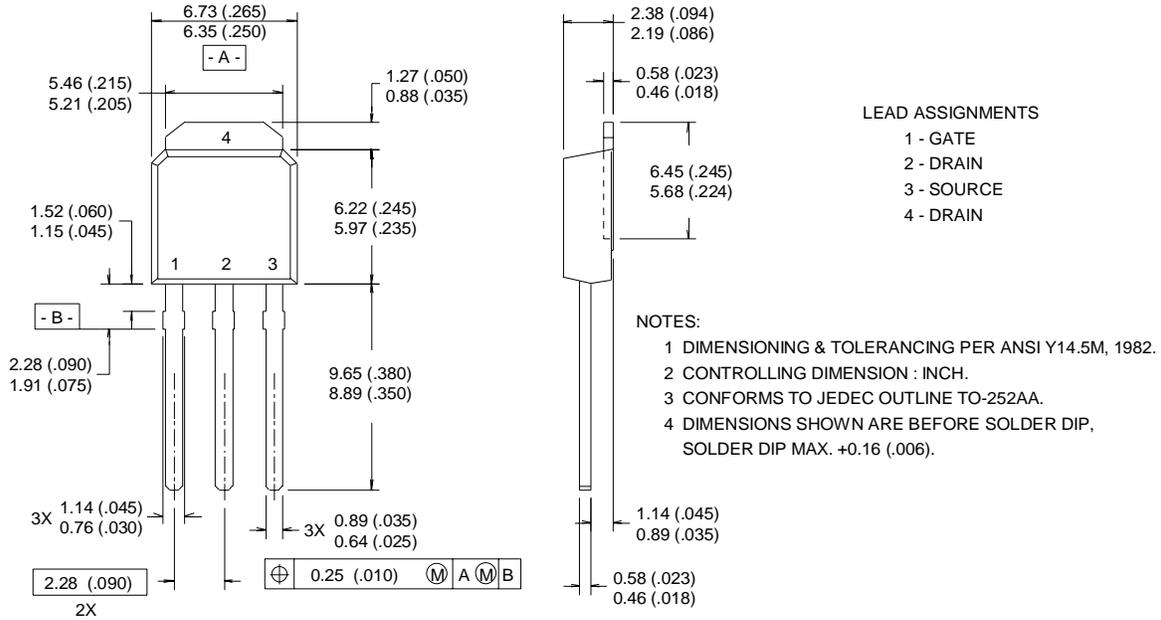 6.73 (.265)
6.35 (.250)
- A -
5.46 (.215)
5.21 (.205)
1.27 (.050)
0.88 (.035)
4
1.52 (.060)
1.15 (.045)
6.22 (.245)
5.97 (.235)
1 2 3
- B -
2.28 (.090)
1.91 (.075)
9.65 (.380)
8.89 (.350)
3X 1.14 (.045)
0.76 (.030)
3X 0.89 (.035)
0.64 (.025)
2.28 (.090)
2X
⌖ 0.25 (.010) Ⓜ A Ⓜ B
2.38 (.094)
2.19 (.086)
0.58 (.023)
0.46 (.018)
6.45 (.245)
5.68 (.224)
1.14 (.045)
0.89 (.035)
0.58 (.023)
0.46 (.018)
LEAD ASSIGNMENTS
1 - GATE
2 - DRAIN
3 - SOURCE
4 - DRAIN
NOTES:
1 DIMENSIONING & TOLERANCING PER ANSI Y14.5M, 1982.
2 CONTROLLING DIMENSION : INCH.
3 CONFORMS TO JEDEC OUTLINE TO-252AA.
4 DIMENSIONS SHOWN ARE BEFORE SOLDER DIP,
SOLDER DIP MAX. +0.16 (.006).